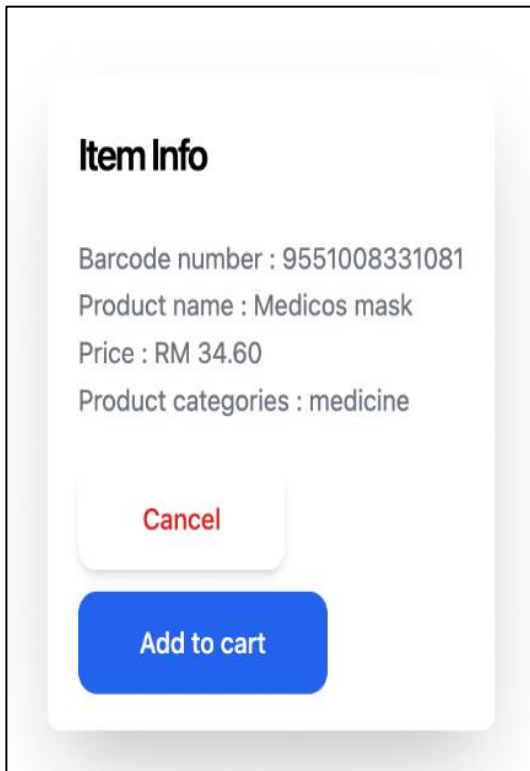 Item Info
Barcode number : 9551008331081
Product name : Medicos mask
Price : RM 34.60
Product categories : medicine
Cancel
Add to cart